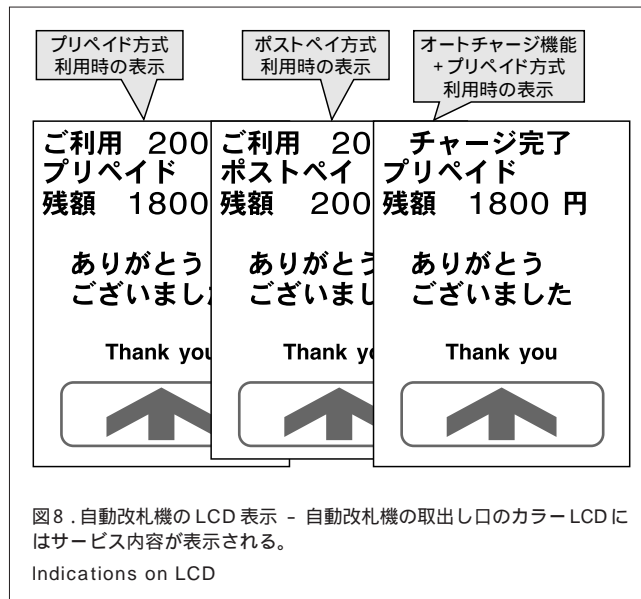 プリペイド方式
利用時の表示
ポストペイ方式
利用時の表示
オートチャージ機能
+プリペイド方式
利用時の表示
ご利用 200
プリペイド
残額 1800
ありがとう
ございまし
Thank you
ご利用 20
ポストペイ
残額 200
ありがとう
ございまし
Thank yo
チャージ完了
プリペイド
残額 1800 円
ありがとう
ございました
Thank you
図8.自動改札機のLCD表示 - 自動改札機の取出し口のカラーLCDに
はサービス内容が表示される。
Indications on LCD